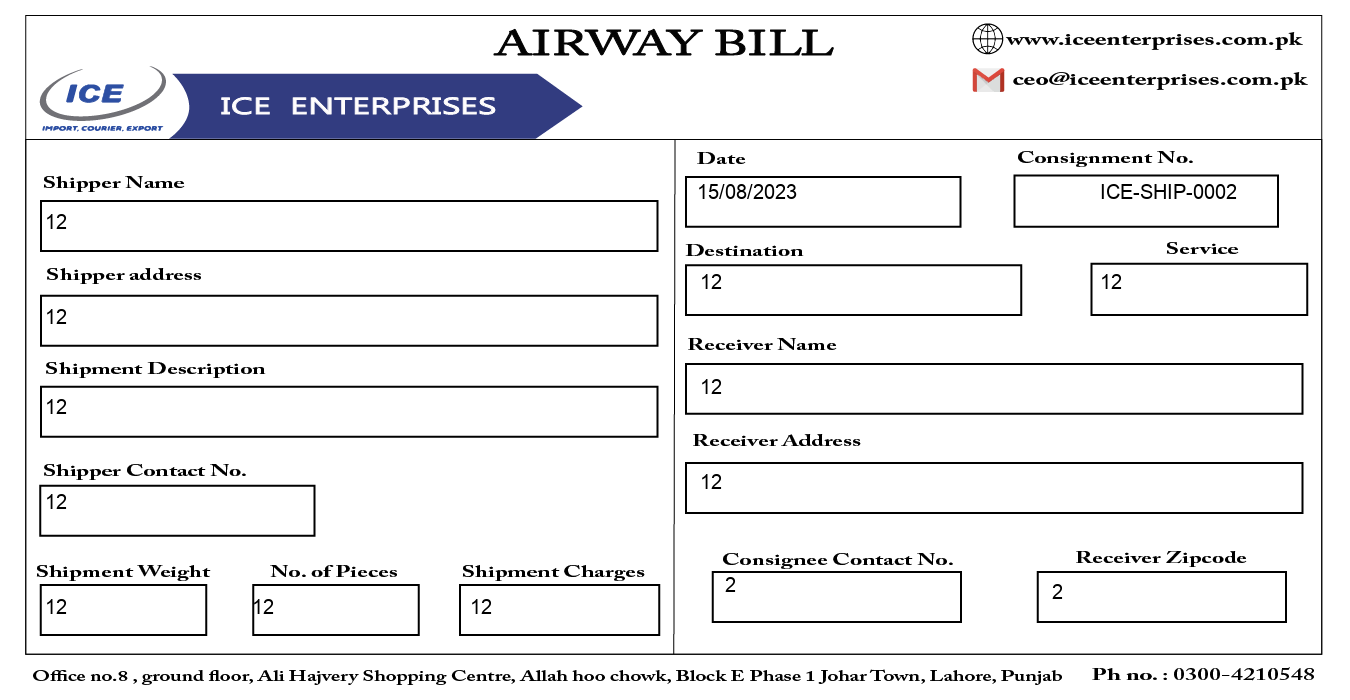 AIRWAY BILL
www.iceenterprises.com.pk
ceo@iceenterprises.com.pk
ICE
IMPORT, COURIER, EXPORT
ICE ENTERPRISES
Shipper Name
12
Shipper address
12
Shipment Description
12
Shipper Contact No.
12
Shipment Weight No. of Pieces Shipment Charges
12 12 12
Date Consignment No.
15/08/2023 ICE-SHIP-0002
Destination Service
12 12
Receiver Name
12
Receiver Address
12
Consignee Contact No. Receiver Zipcode
2 2
Office no.8 , ground floor, Ali Hajvery Shopping Centre, Allah hoo chowk, Block E Phase 1 Johar Town, Lahore, Punjab Ph no. : 0300-4210548